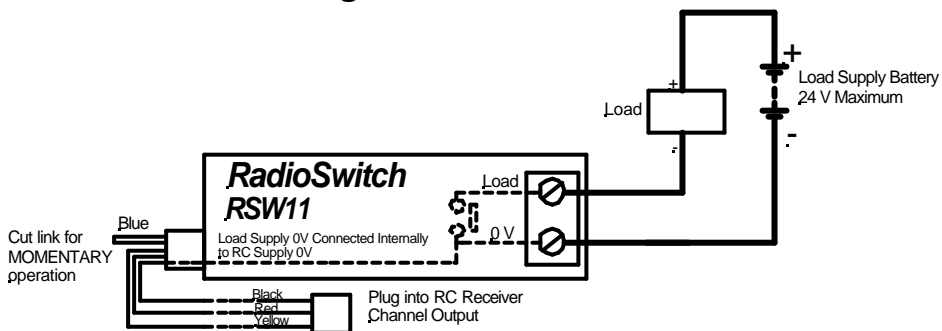 +
Load Supply Battery
24 V Maximum
-
+
Load
-
RadioSwitch
RSW11
Load
0 V
Load Supply 0V Connected Internally
to RC Supply 0V
Blue
Cut link for
MOMENTARY
operation
Black
Red
Yellow
Plug into RC Receiver
Channel Output